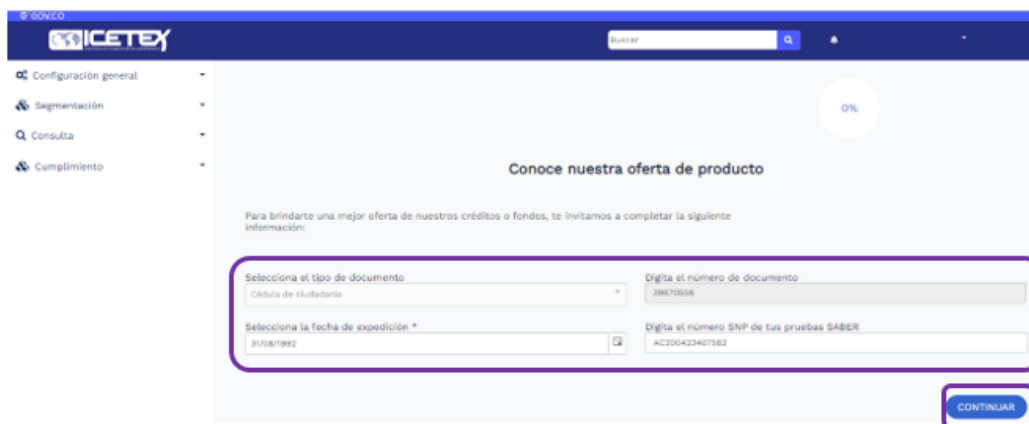 GOV.CO
ICETEX
Buscar
Configuración general
Segmentación
0%
Consulta
Cumplimiento
Conoce nuestra oferta de producto
Para brindarte una mejor oferta de nuestros créditos o fondos, te invitamos a completar la siguiente
información:
Selecciona el tipo de documento
Digita el número de documento
Cédula de ciudadanía
39670558
Selecciona la fecha de expedición *
Digita el número SNP de tus pruebas SABER
31/08/1992
AC200423407582
CONTINUAR